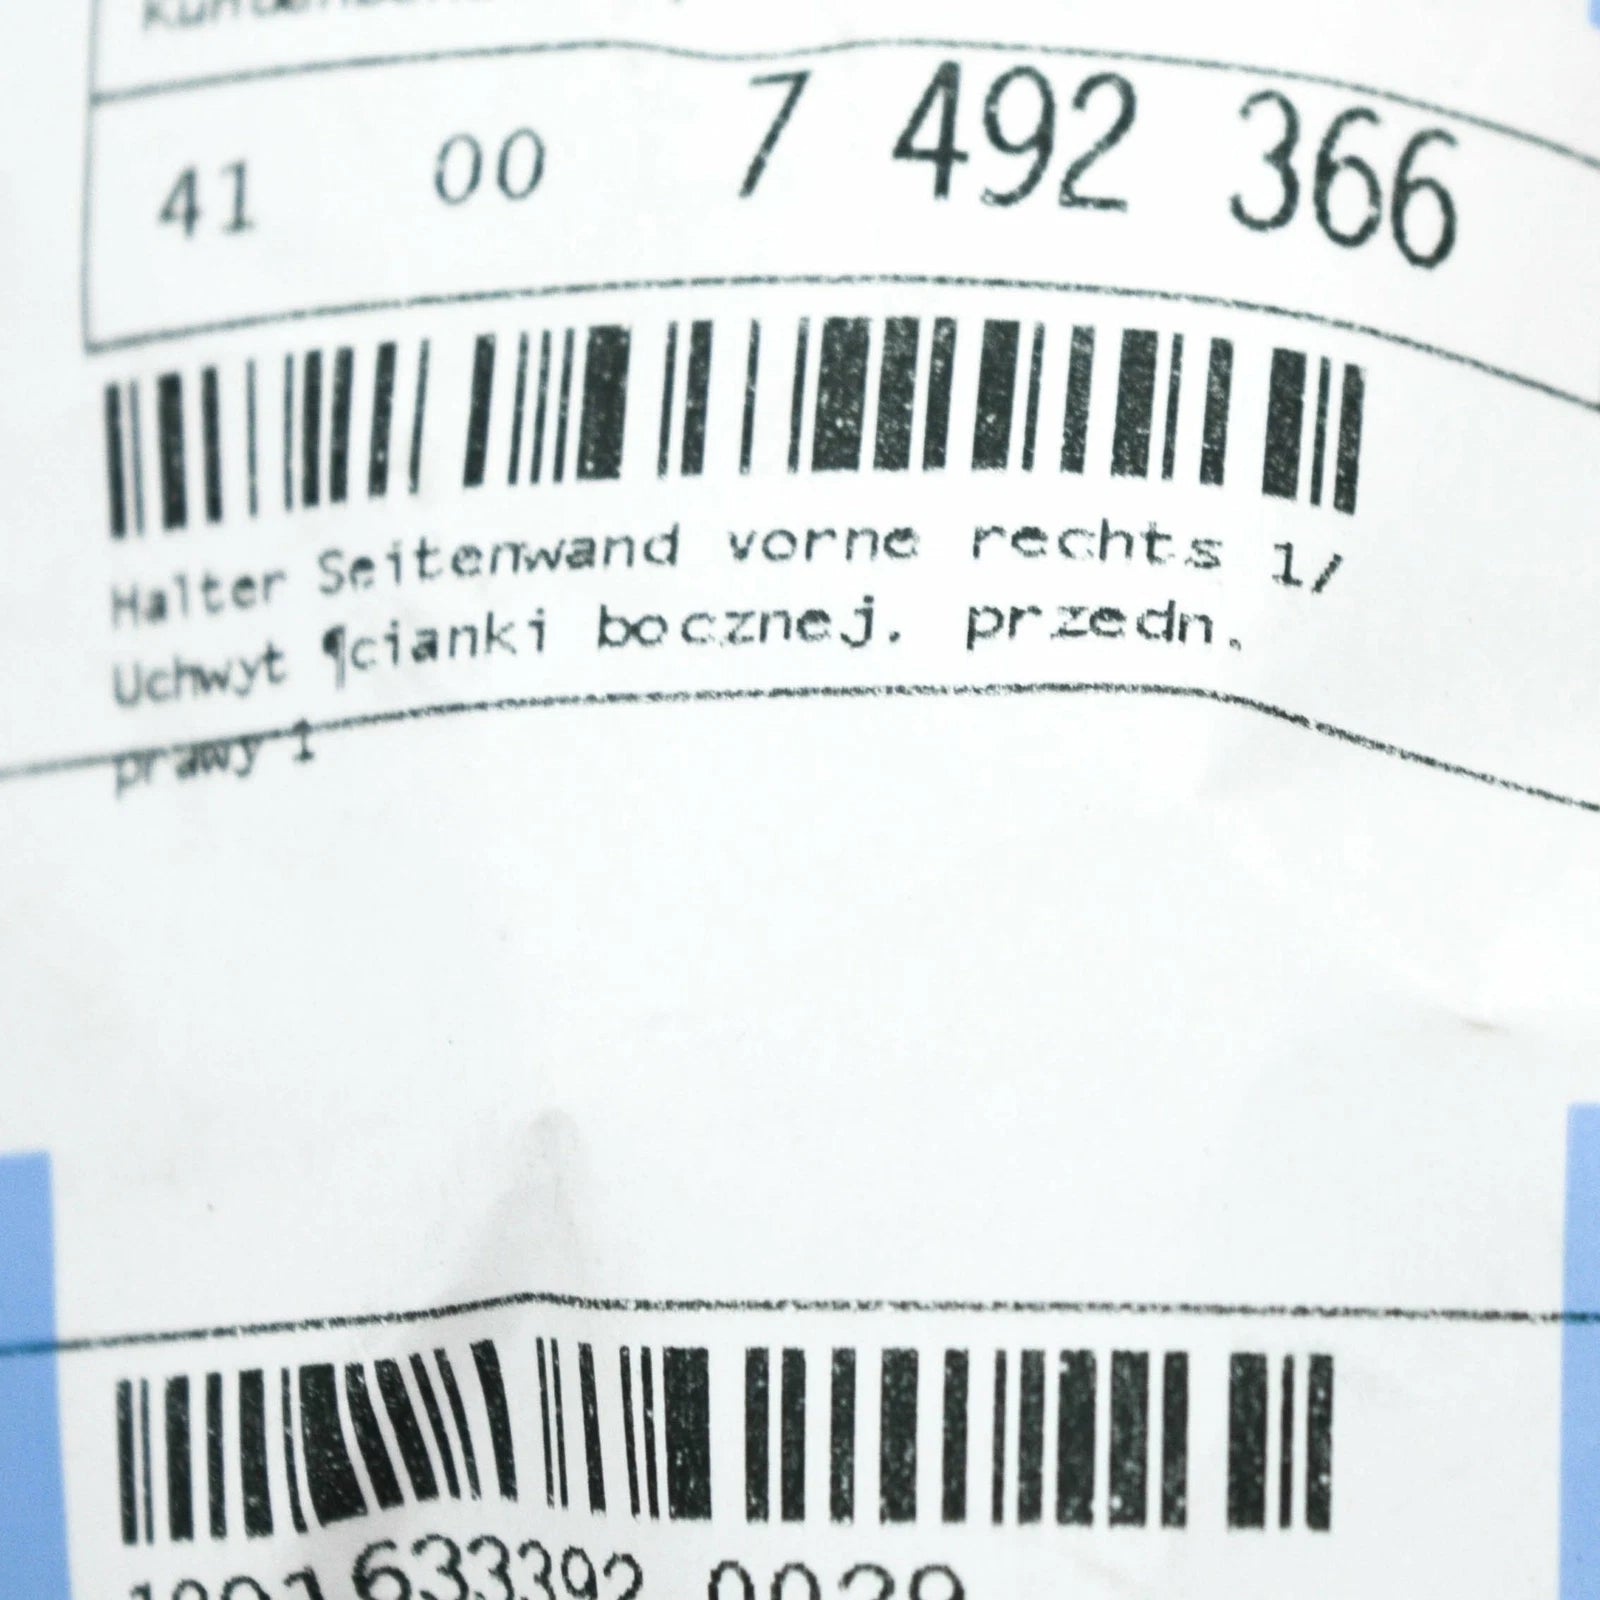 41 00 7 492 366
Halter Seitenwand vorne rechts 1/
Uchwyt ¶cianki bocznej. przedn.
prawy 1